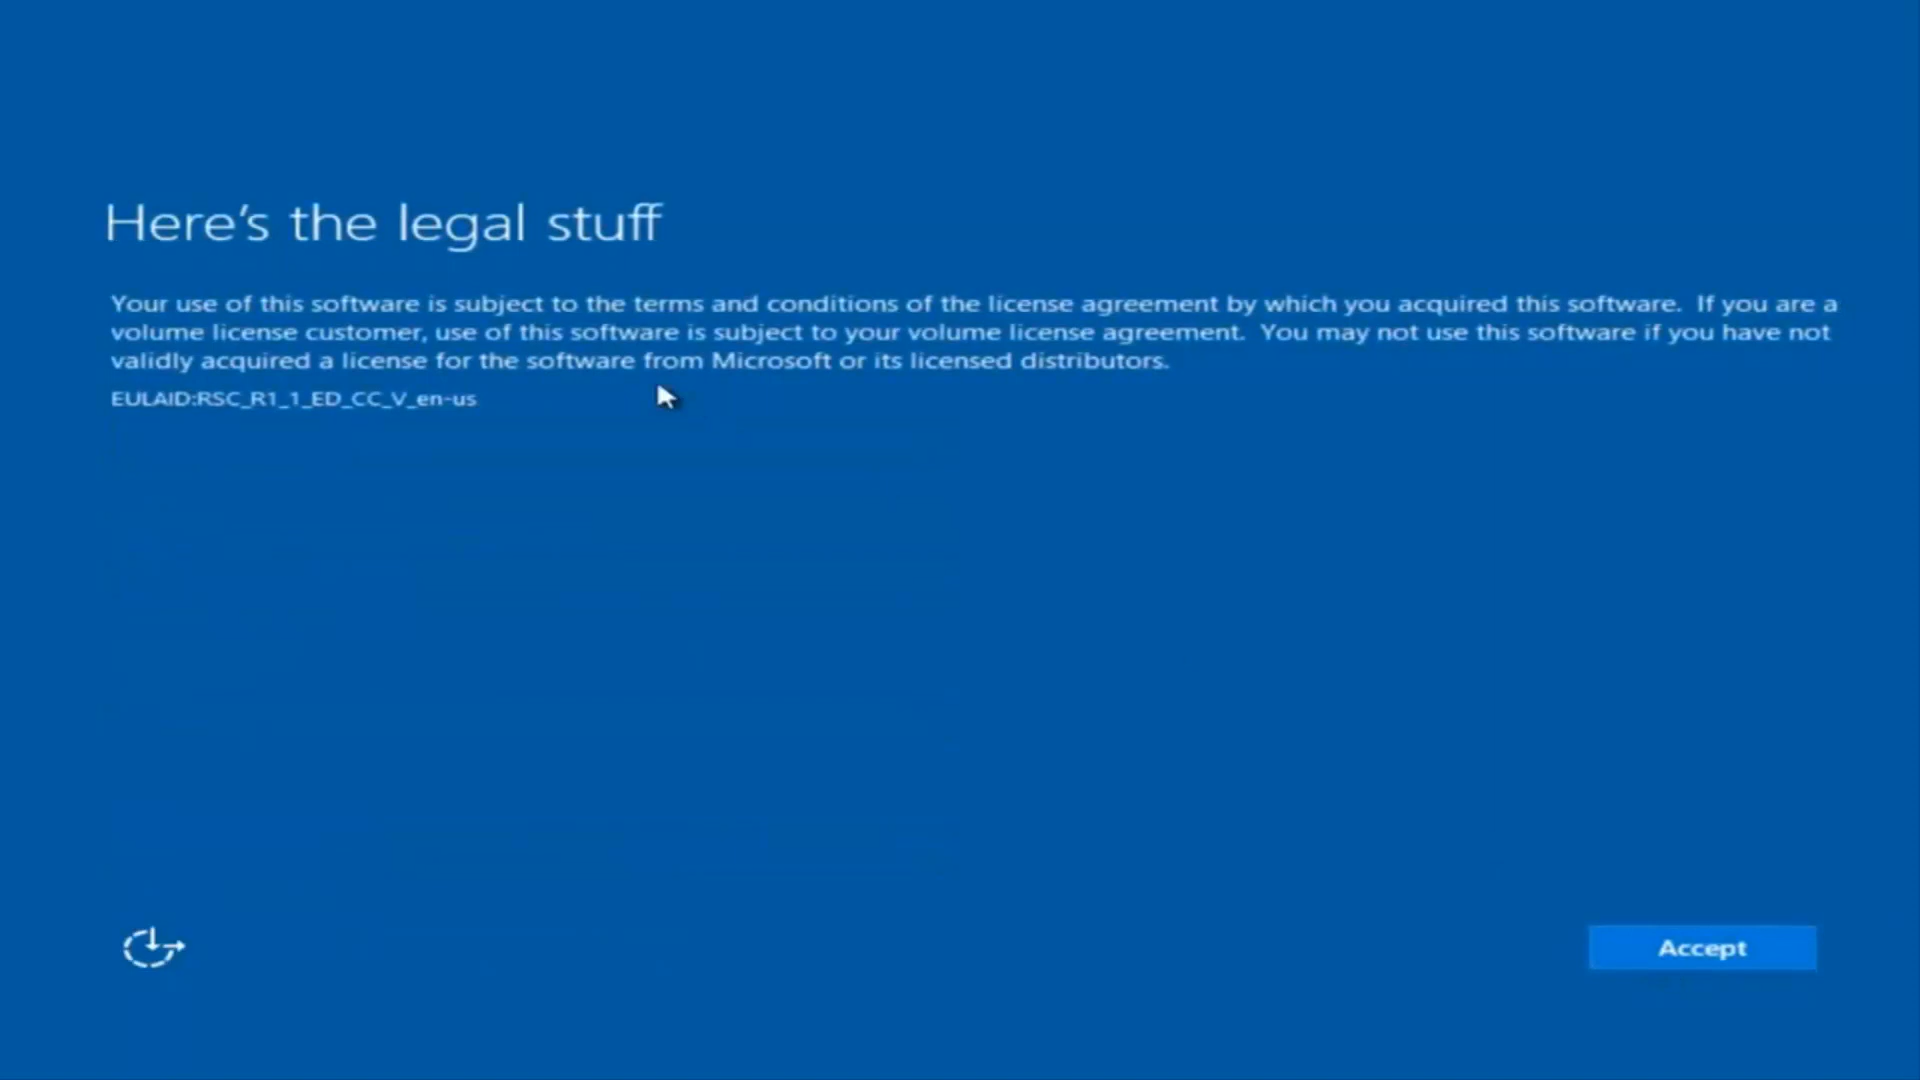 Here's the legal stuff
Your use of this software is subject to the terms and conditions of the license agreement by which you acquired this software.  If you are a
volume license customer, use of this software is subject to your volume license agreement.  You may not use this software if you have not
validly acquired a license for the software from Microsoft or its licensed distributors.
EULAID:RSC_R1_1_ED_CC_V_en-us
Accept